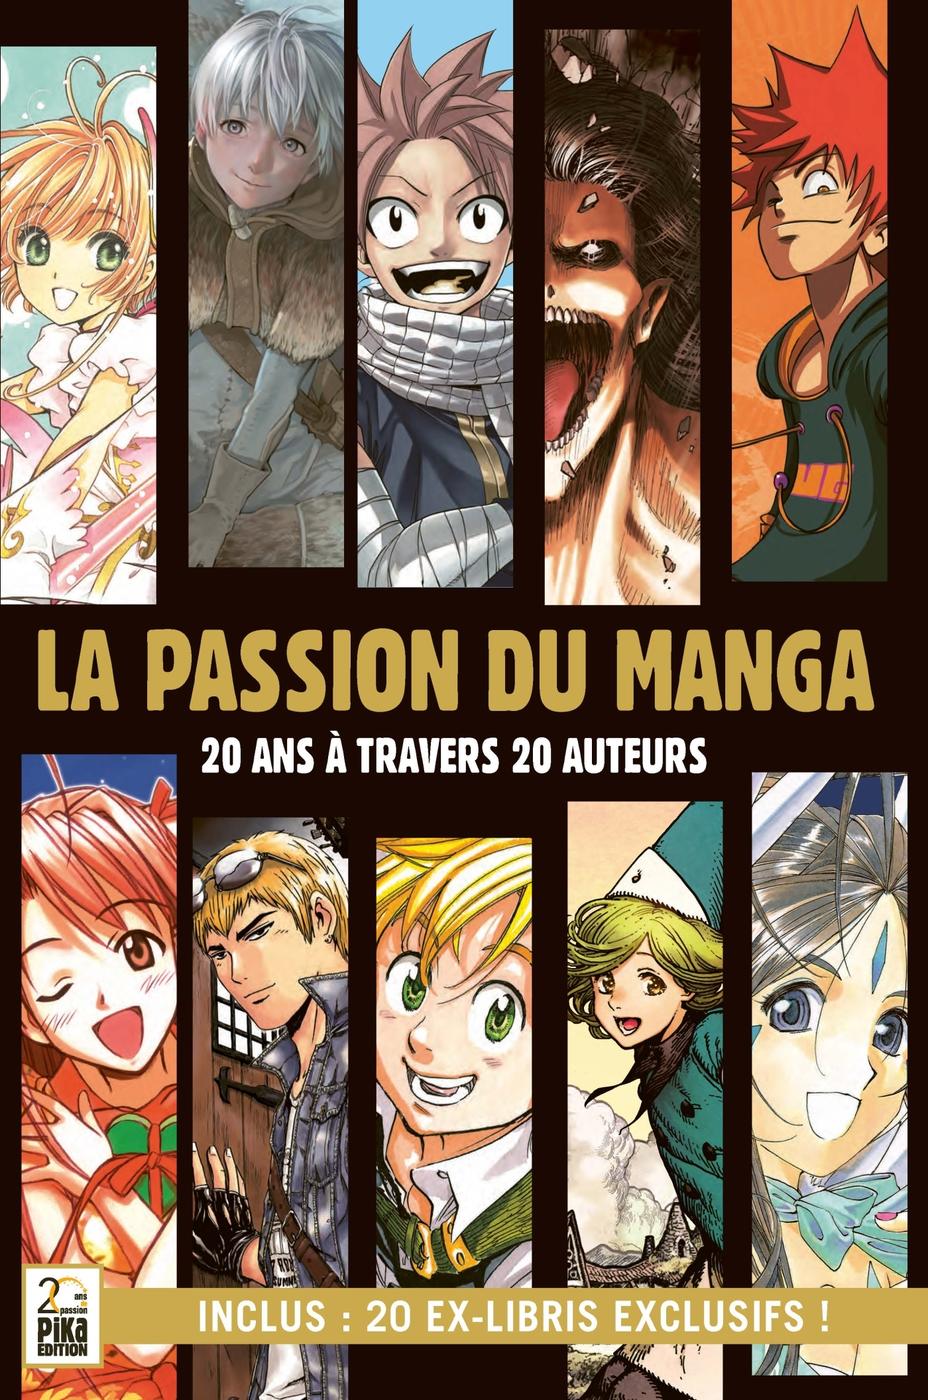 LA PASSION DU MANGA
20 ANS À TRAVERS 20 AUTEURS
INCLUS : 20 EX-LIBRIS EXCLUSIFS !
20 ans
de
passion
PiKA
EDITION